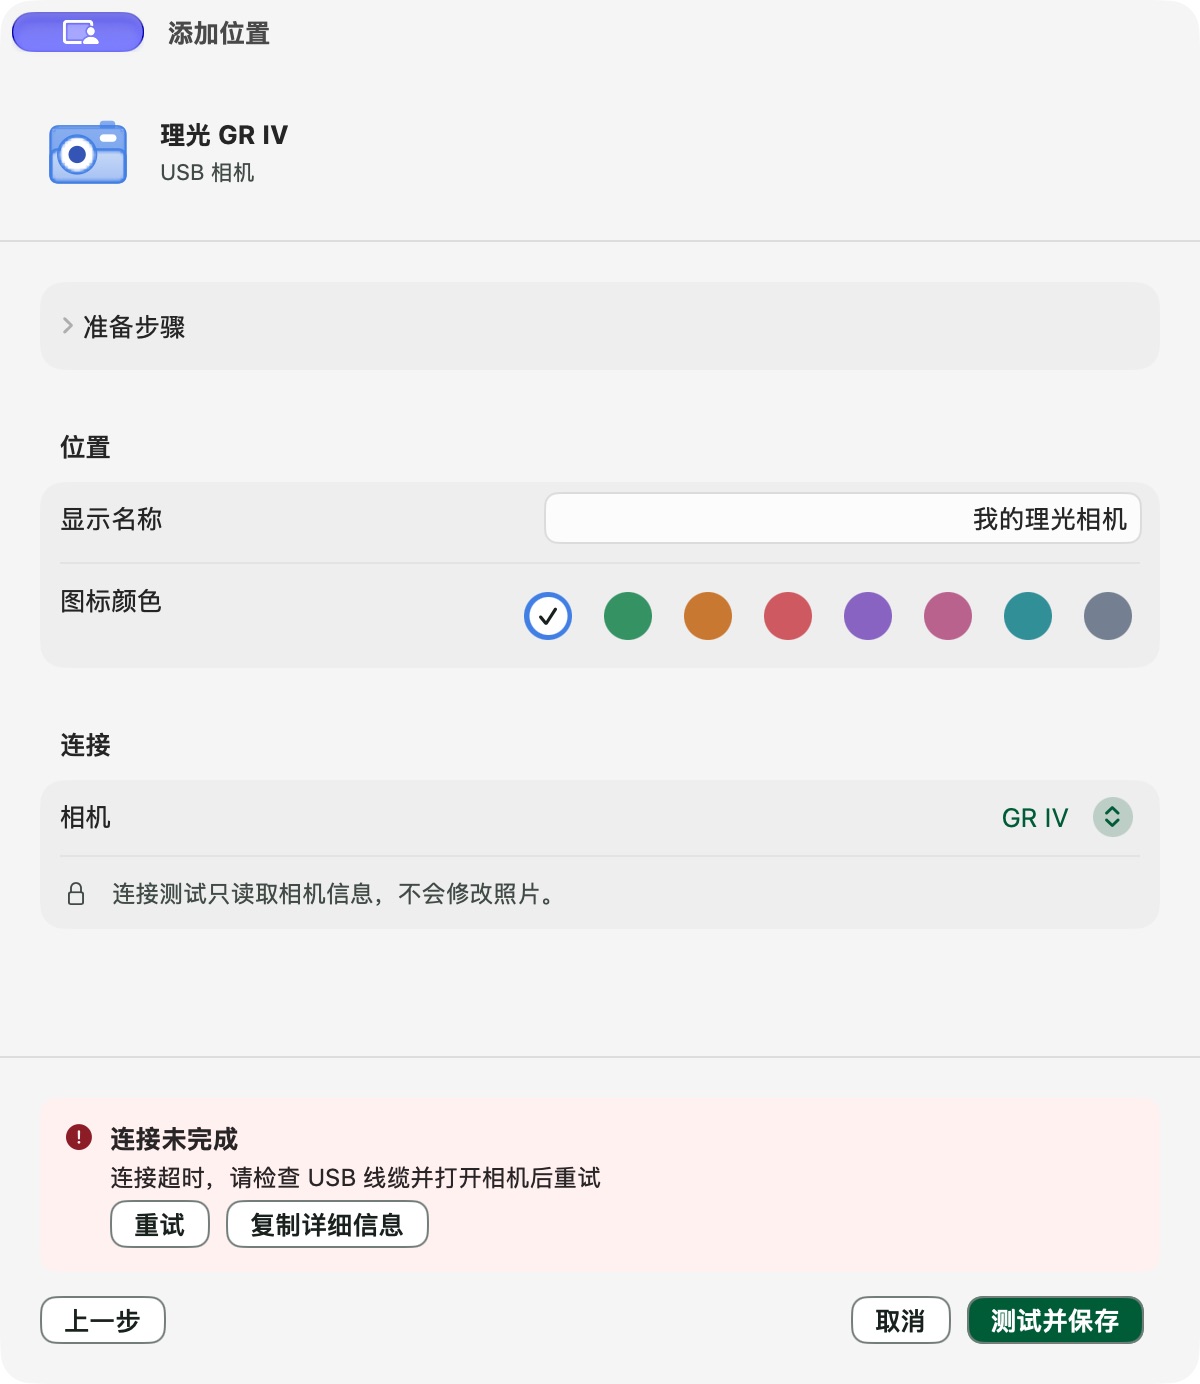 添加位置
理光 GR IV
USB 相机
准备步骤
位置
显示名称
我的理光相机
图标颜色
连接
相机
GR IV
连接测试只读取相机信息，不会修改照片。
连接未完成
连接超时，请检查 USB 线缆并打开相机后重试
重试
复制详细信息
上一步
取消
测试并保存